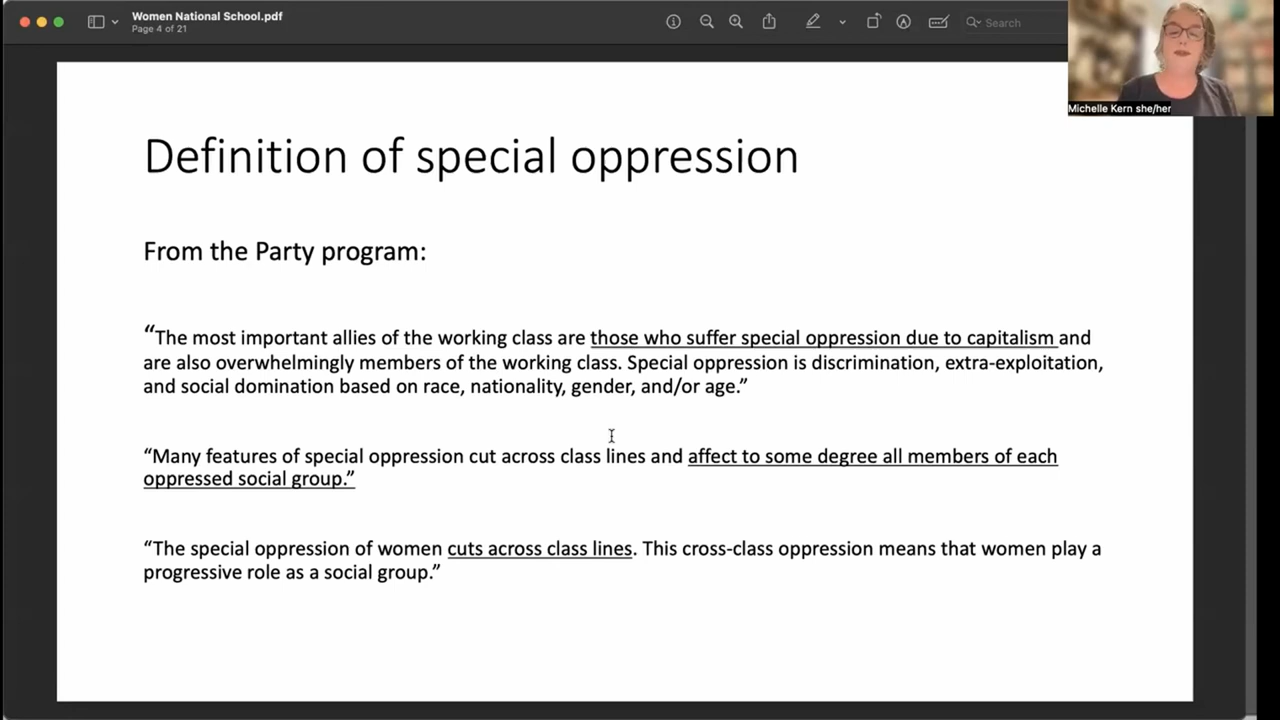 Women National School.pdf
Page 4 of 21
Search
Michelle Kern she/her
Definition of special oppression
From the Party program:
“The most important allies of the working class are those who suffer special oppression due to capitalism and
are also overwhelmingly members of the working class. Special oppression is discrimination, extra-exploitation,
and social domination based on race, nationality, gender, and/or age.”
“Many features of special oppression cut across class lines and affect to some degree all members of each
oppressed social group.”
“The special oppression of women cuts across class lines. This cross-class oppression means that women play a
progressive role as a social group.”